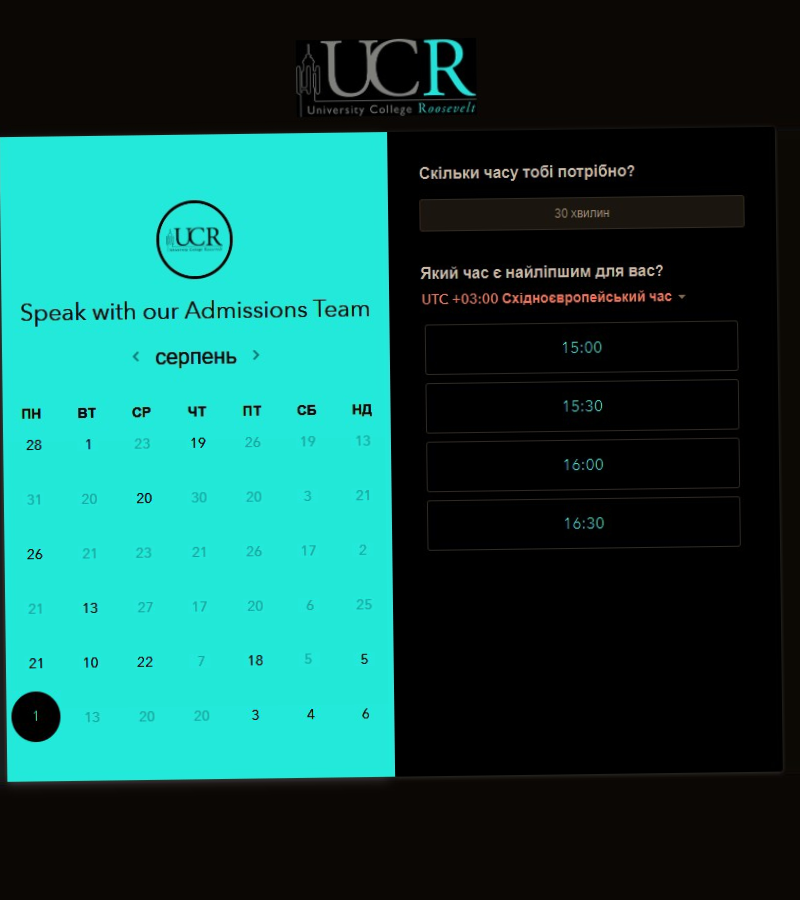 UCR
University College Roosevelt
UCR
Speak with our Admissions Team
серпень
ПН ВТ СР ЧТ ПТ СБ НД
28 1 23 19 26 19 13
31 20 20 30 20 3 21
26 21 23 21 26 17 2
21 13 27 17 20 6 25
21 10 22 7 18 5 5
1 13 20 20 3 4 6
Скільки часу тобі потрібно?
30 хвилин
Який час є найліпшим для вас?
UTC +03:00 Східноєвропейський час
15:00
15:30
16:00
16:30